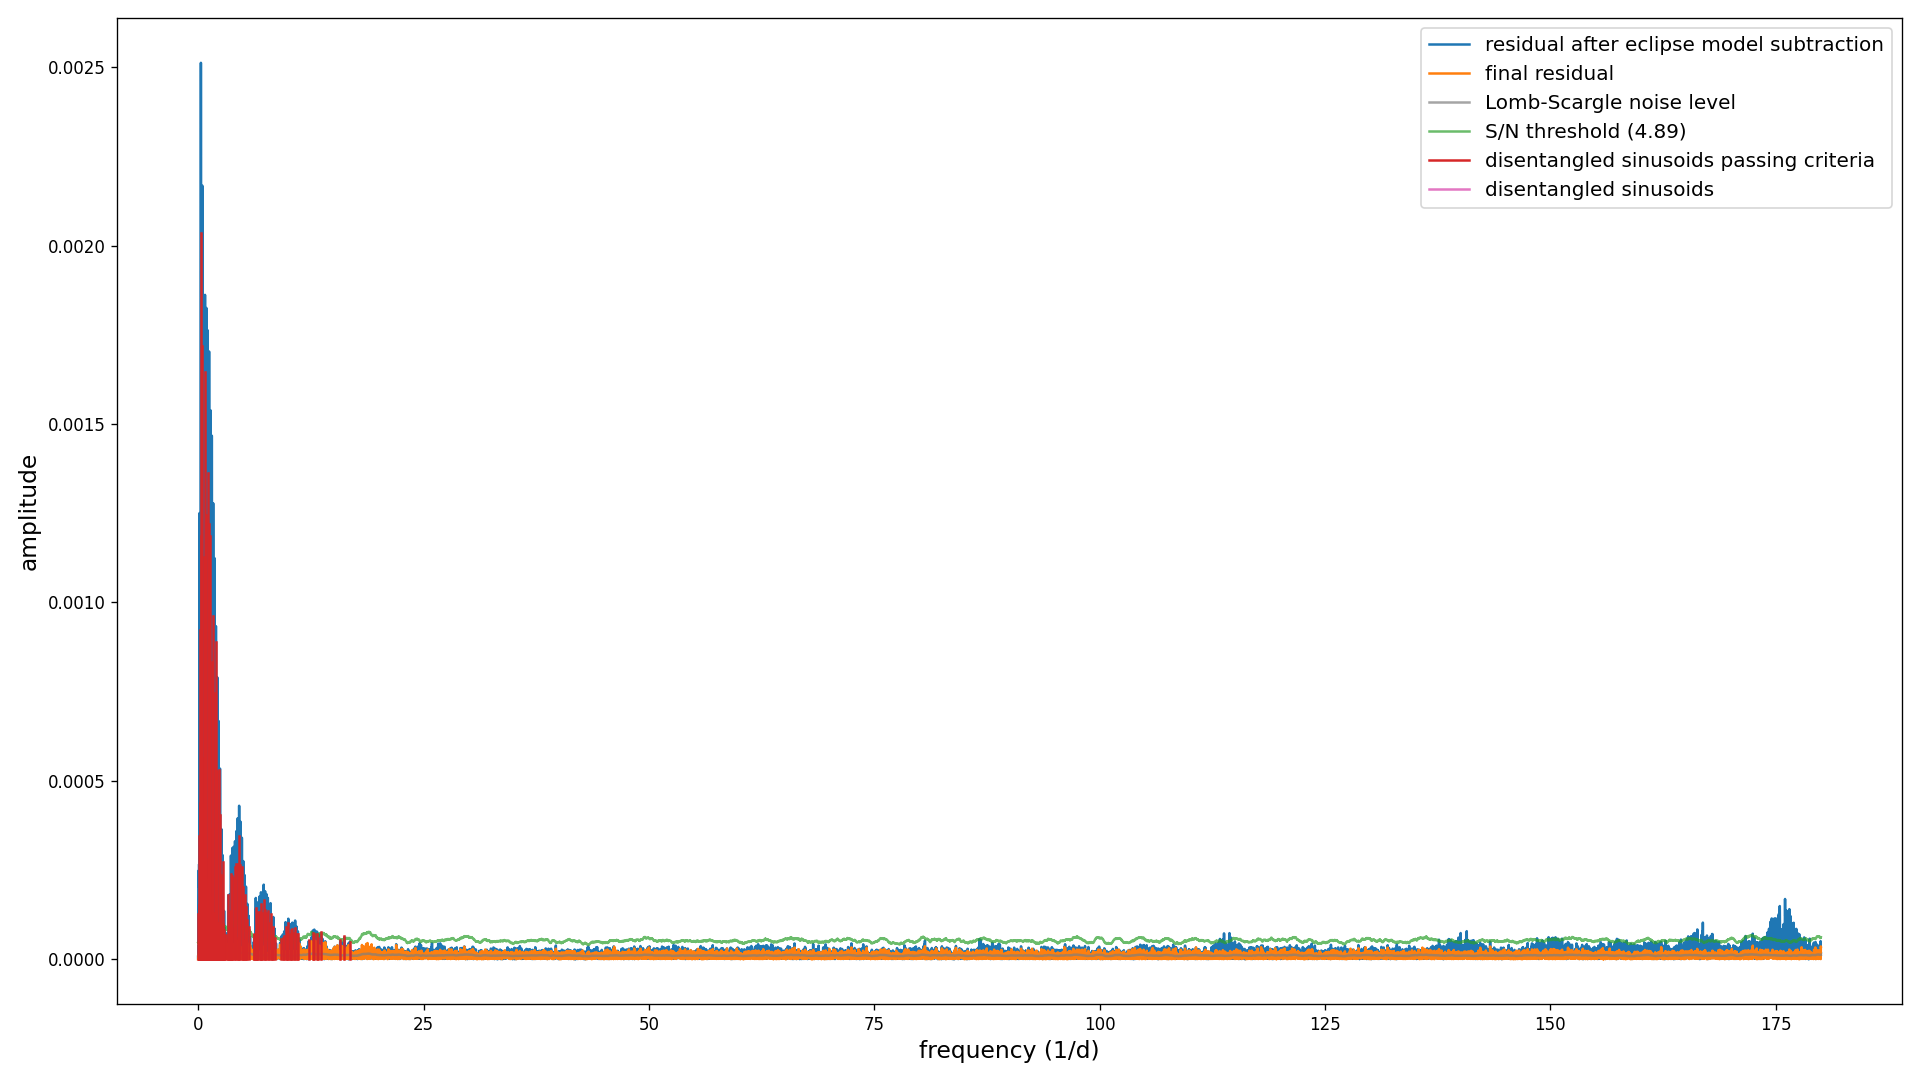 residual after eclipse model subtraction
final residual
Lomb-Scargle noise level
S/N threshold (4.89)
disentangled sinusoids passing criteria
disentangled sinusoids
0.0025
0.0020
0.0015
0.0010
0.0005
0.0000
amplitude
0 25 50 75 100 125 150 175
frequency (1/d)